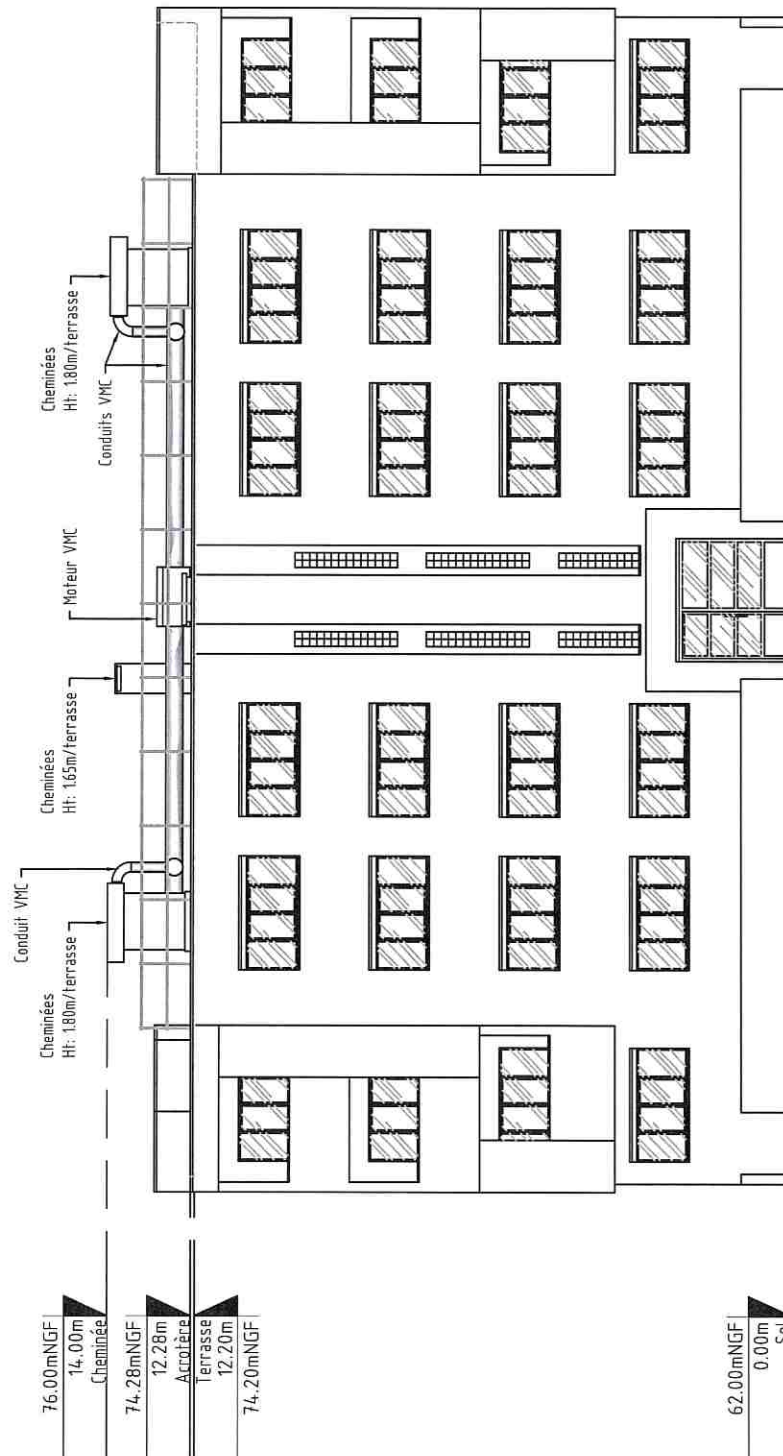 Conduit VMC
Cheminées
Ht: 1.80m/terrasse
Cheminées
Ht: 1.65m/terrasse
Moteur VMC
Cheminées
Ht: 1.80m/terrasse
Conduits VMC
76.00mNGF
14.00m
Cheminée
74.28mNGF
12.28m
Acrotère
Terrasse
12.20m
74.20mNGF
62.00mNGF
0.00m
Sol